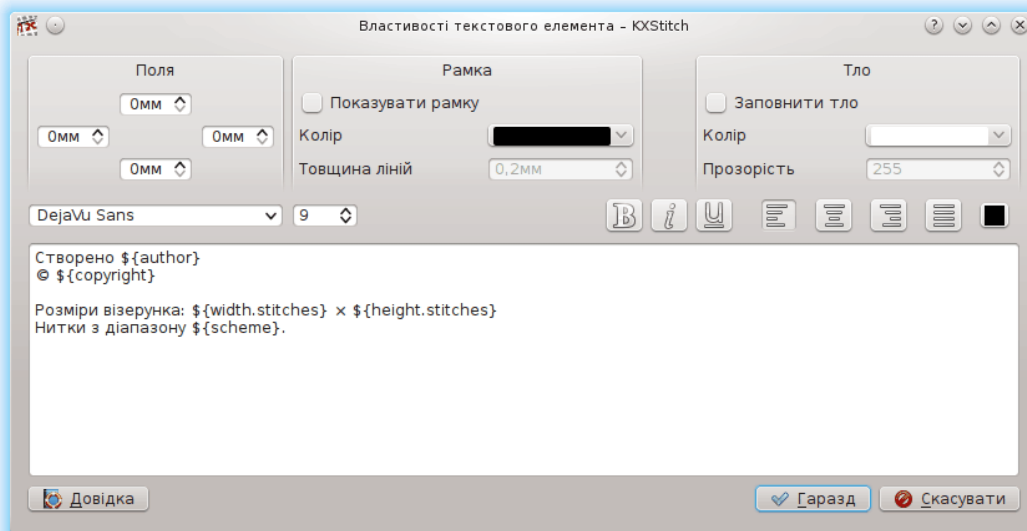 Властивості текстового елемента – KXStitch
Поля
Рамка
Тло
0мм
Показувати рамку
Заповнити тло
0мм
0мм
Колір
Колір
0мм
Товщина ліній
0,2мм
Прозорість
255
DejaVu Sans
9
B
i
U
Створено ${author}
© ${copyright}
Розміри візерунка: ${width.stitches} × ${height.stitches}
Нитки з діапазону ${scheme}.
Довідка
Гаразд
Скасувати